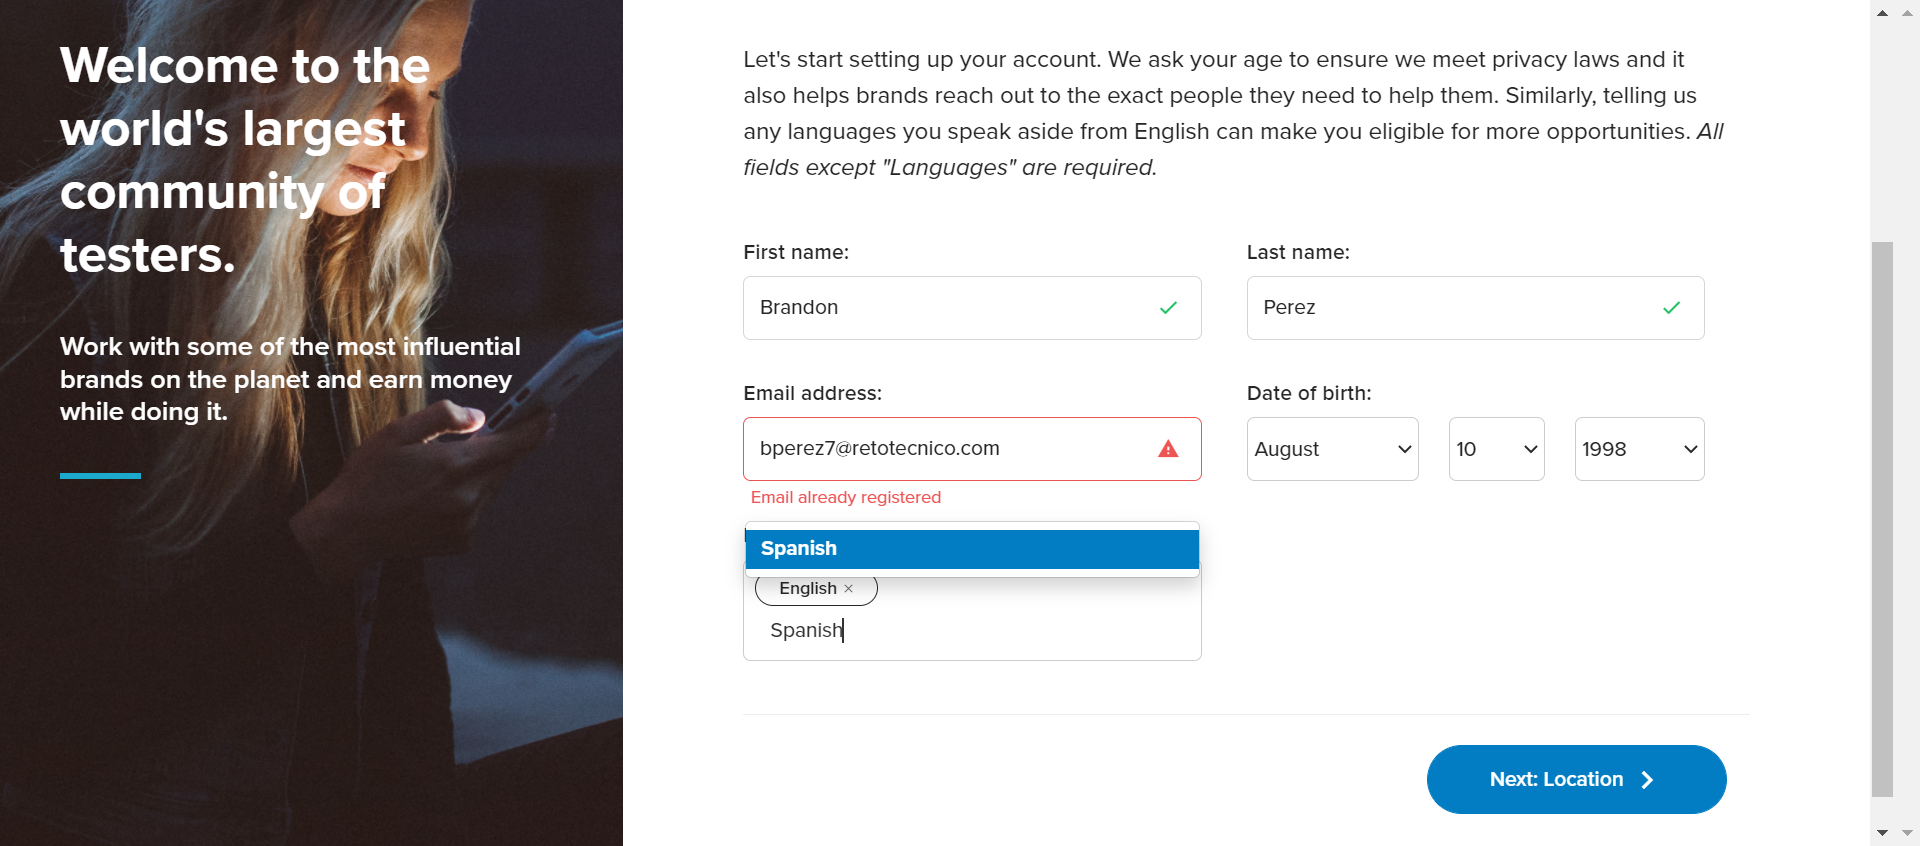 Welcome to the
world's largest
community of
testers.
Work with some of the most influential
brands on the planet and earn money
while doing it.
Let's start setting up your account. We ask your age to ensure we meet privacy laws and it
also helps brands reach out to the exact people they need to help them. Similarly, telling us
any languages you speak aside from English can make you eligible for more opportunities. All
fields except "Languages" are required.
First name:
Last name:
Brandon
Perez
Email address:
Date of birth:
bperez7@retotecnico.com
August
10
1998
Email already registered
Spanish
English ×
Spanish
Next: Location